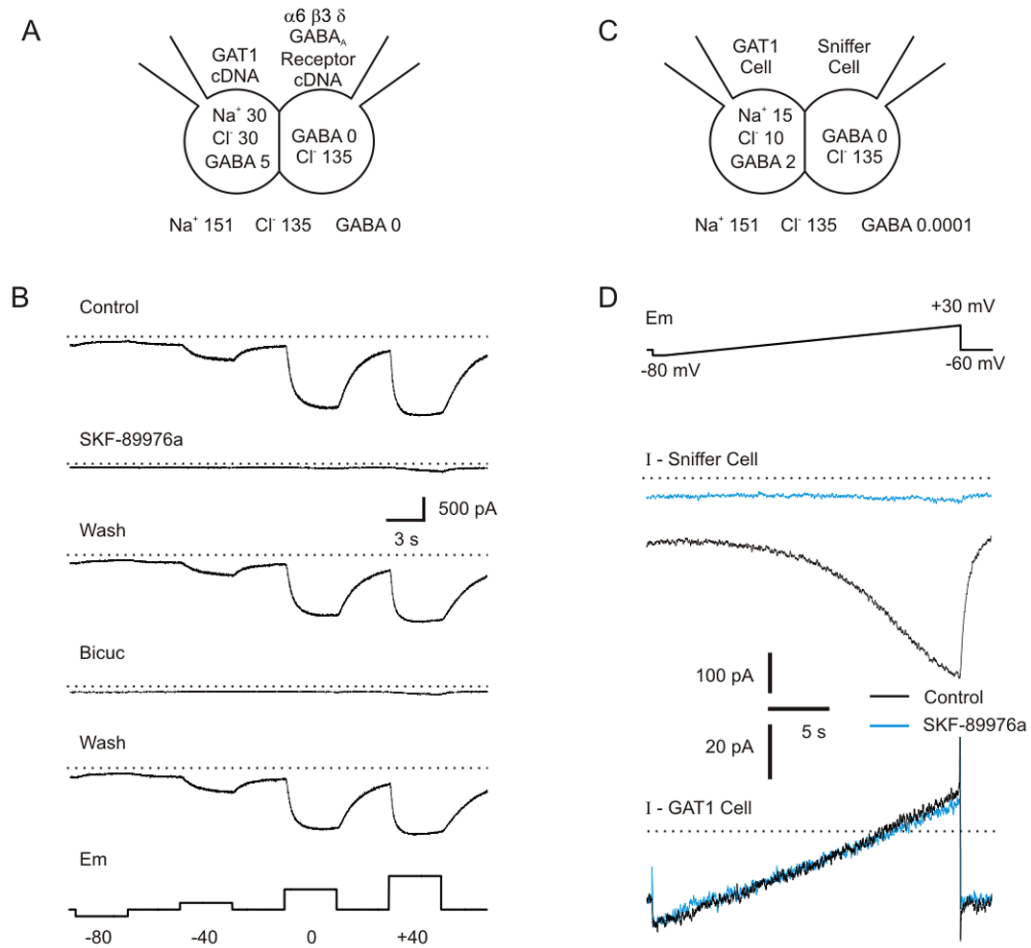 A
GAT1
cDNA
α6 β3 δ
GABAA
Receptor
cDNA
Na⁺ 30
Cl⁻ 30
GABA 5
GABA 0
Cl⁻ 135
Na⁺ 151 Cl⁻ 135 GABA 0
B
Control
SKF-89976a
500 pA
3 s
Wash
Bicuc
Wash
Em
-80 -40 0 +40
C
GAT1
Cell
Sniffer
Cell
Na⁺ 15
Cl⁻ 10
GABA 2
GABA 0
Cl⁻ 135
Na⁺ 151 Cl⁻ 135 GABA 0.0001
D
Em
+30 mV
-80 mV
-60 mV
I - Sniffer Cell
100 pA
5 s
20 pA
Control
SKF-89976a
I - GAT1 Cell